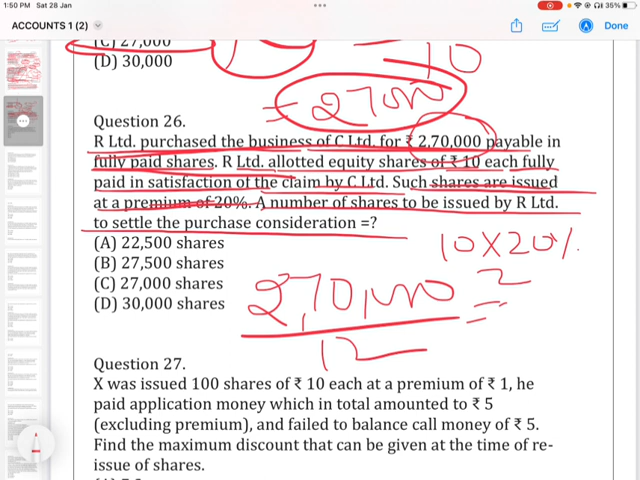 1:50 PM Sat 28 Jan
35%
ACCOUNTS 1 (2)
Done
(C) 27,000
(D) 30,000
10
= 27000
Question 26.
R Ltd. purchased the business of C Ltd. for ₹ 2,70,000 payable in
fully paid shares. R Ltd. allotted equity shares of ₹ 10 each fully
paid in satisfaction of the claim by C Ltd. Such shares are issued
at a premium of 20%. A number of shares to be issued by R Ltd.
to settle the purchase consideration =?
(A) 22,500 shares
(B) 27,500 shares
(C) 27,000 shares
(D) 30,000 shares
10 X 20%
2
2,70,000 =
12
Question 27.
X was issued 100 shares of ₹ 10 each at a premium of ₹ 1, he
paid application money which in total amounted to ₹ 5
(excluding premium), and failed to balance call money of ₹ 5.
Find the maximum discount that can be given at the time of re-
issue of shares.